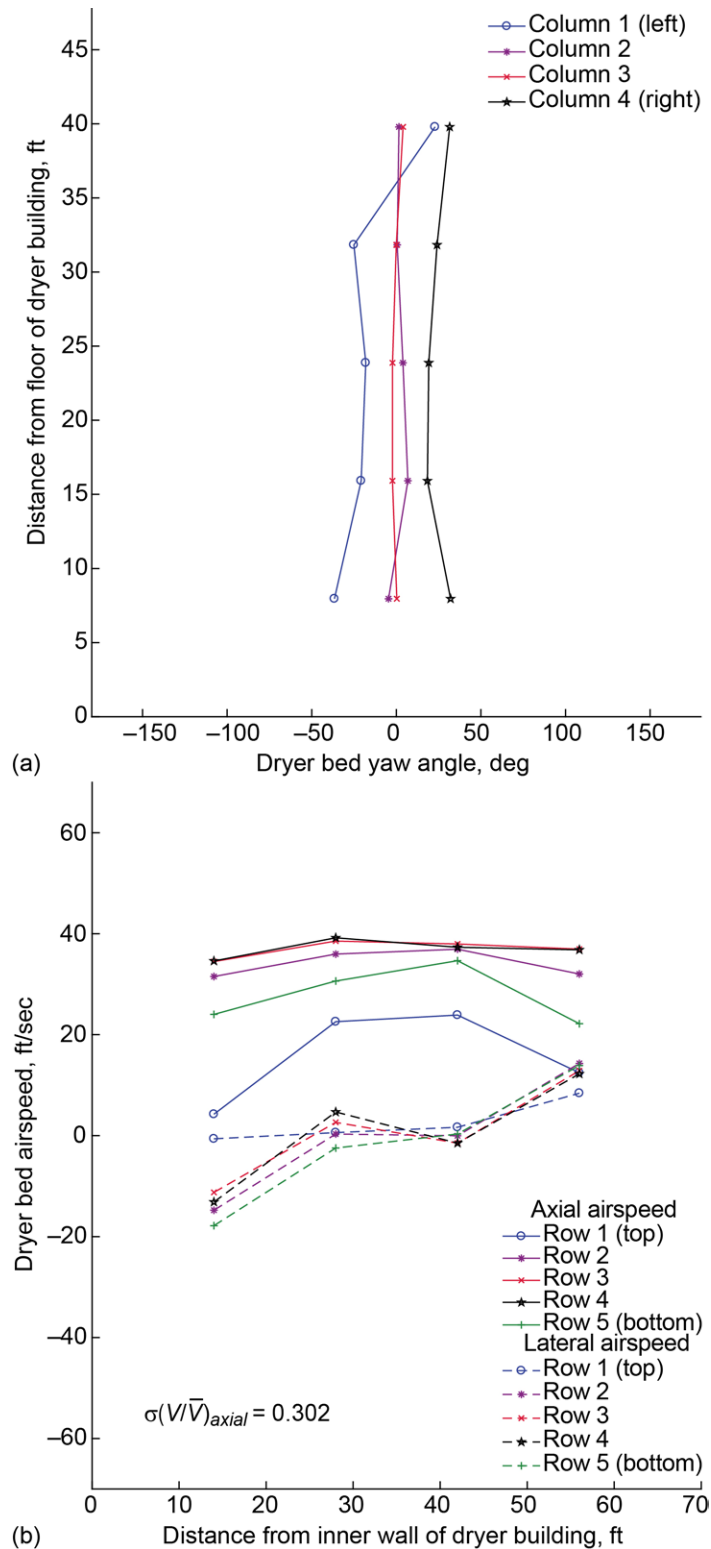 Column 1 (left)
Column 2
Column 3
Column 4 (right)
45
40
35
30
25
20
15
10
5
0
Distance from floor of dryer building, ft
–150
–100
–50
0
50
100
150
(a)
Dryer bed yaw angle, deg
60
40
20
0
–20
–40
–60
Dryer bed airspeed, ft/sec
Axial airspeed
Row 1 (top)
Row 2
Row 3
Row 4
Row 5 (bottom)
Lateral airspeed
Row 1 (top)
Row 2
Row 3
Row 4
Row 5 (bottom)
σ(V/V̅)axial = 0.302
0
10
20
30
40
50
60
70
(b)
Distance from inner wall of dryer building, ft